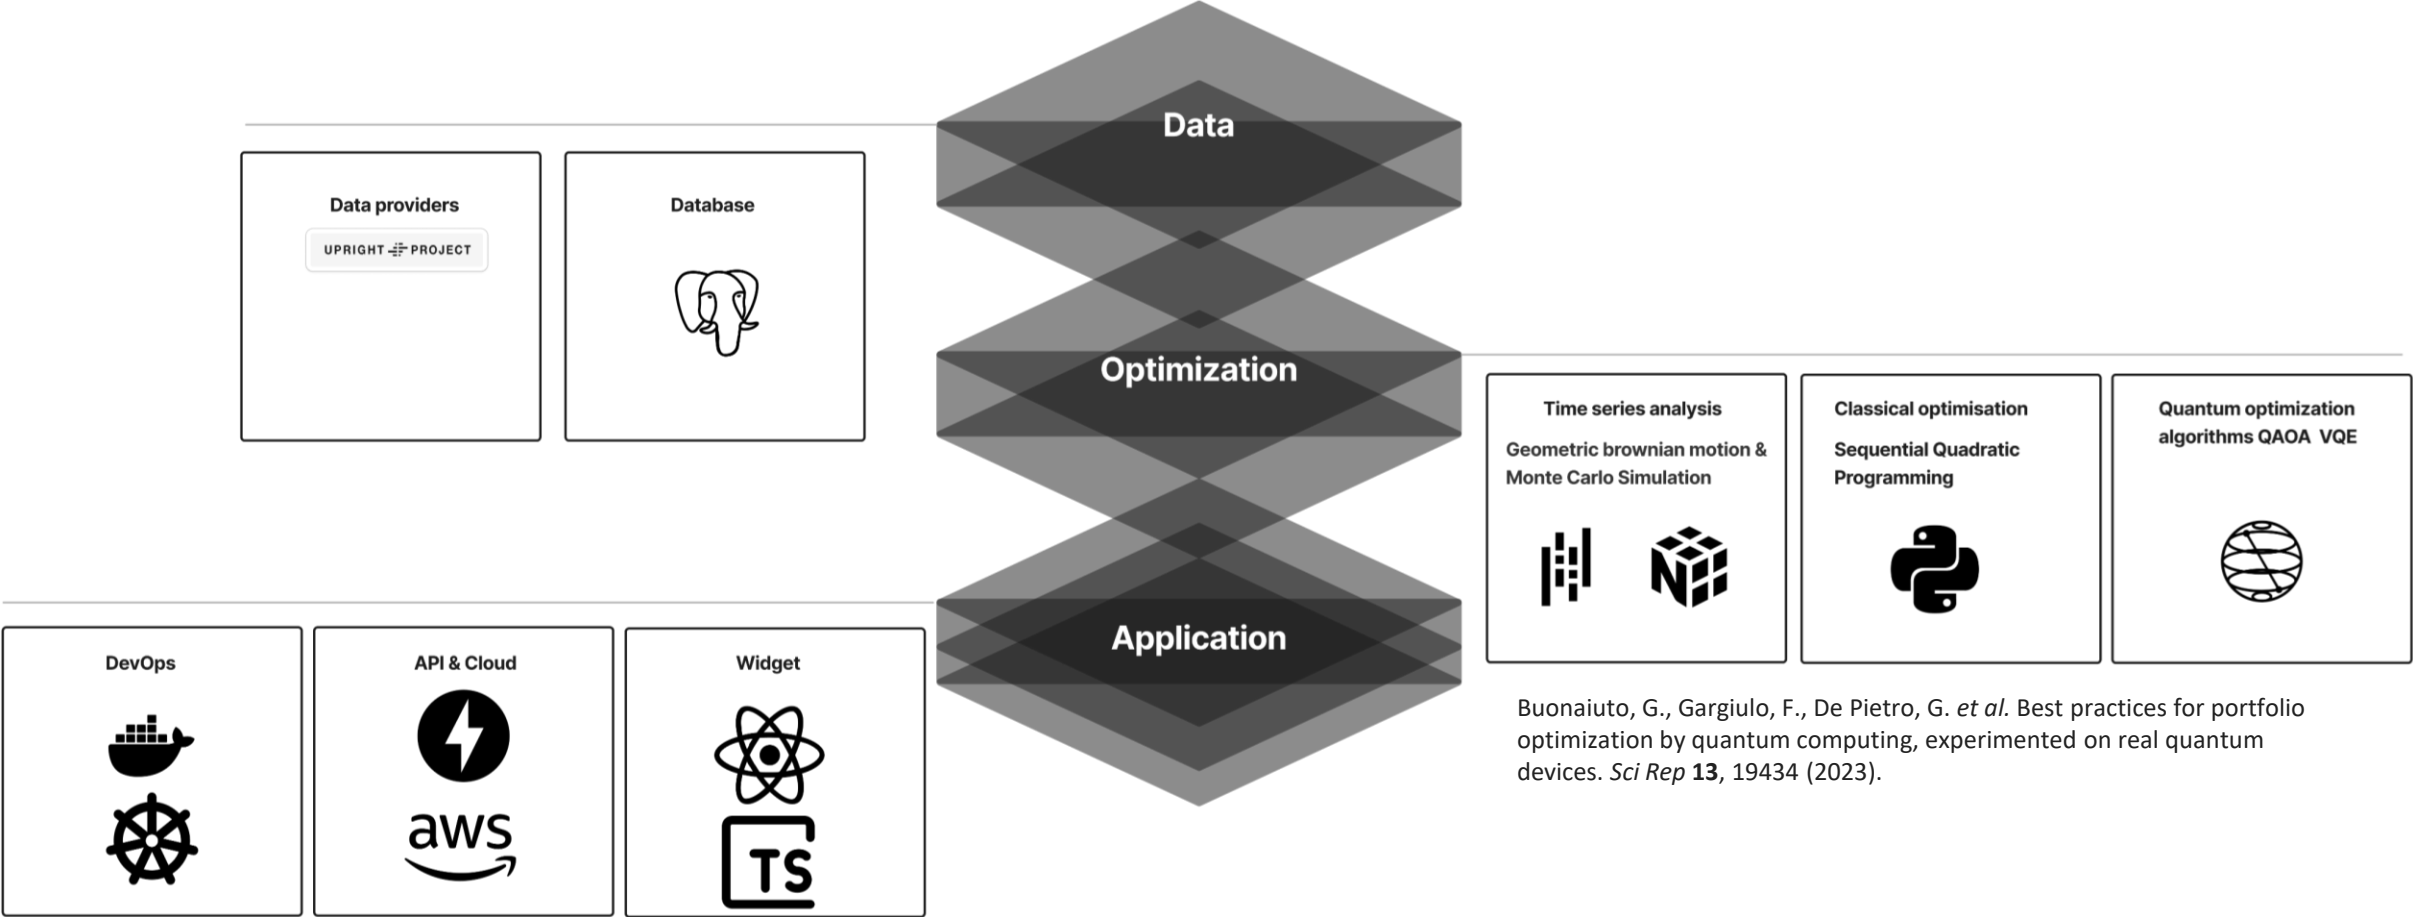 Data
Data providers
UPRIGHT PROJECT
Database
Optimization
Time series analysis
Geometric brownian motion &
Monte Carlo Simulation
Classical optimisation
Sequential Quadratic
Programming
Quantum optimization
algorithms QAOA VQE
Application
DevOps
API & Cloud
aws
Widget
TS
N
Buonaiuto, G., Gargiulo, F., De Pietro, G. et al. Best practices for portfolio
optimization by quantum computing, experimented on real quantum
devices. Sci Rep 13, 19434 (2023).